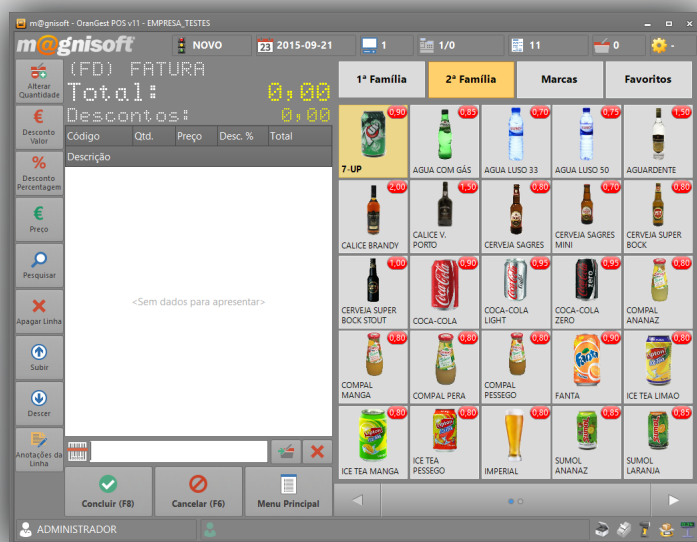 m@gnisoft - OranGest POS v11 - EMPRESA_TESTES
m@gnisoft NOVO 23 2015-09-21 1 1/0 11 0 -
Alterar
Quantidade
Desconto
Valor
Desconto
Percentagem
Preço
Pesquisar
Apagar Linha
Subir
Descer
Anotações da
Linha
(FD) FATURA
Total: 0,00
Descontos: 0,00
Código Qtd. Preço Desc. % Total
Descrição
<Sem dados para apresentar>
Concluir (F8) Cancelar (F6) Menu Principal
1ª Família 2ª Família Marcas Favoritos
0,90 0,85 0,70 0,75 1,50
7-UP AGUA COM GÁS AGUA LUSO 33 AGUA LUSO 50 AGUARDENTE
2,00 1,50 0,80 0,70 0,80
CALICE BRANDY CALICE V.
PORTO CERVEJA SAGRES CERVEJA SAGRES
MINI CERVEJA SUPER
BOCK
1,00 0,90 0,95 0,95 0,80
CERVEJA SUPER
BOCK STOUT COCA-COLA COCA-COLA
LIGHT COCA-COLA
ZERO COMPAL
ANANAZ
0,80 0,80 0,80 0,90 0,80
COMPAL
MANGA COMPAL PERA COMPAL
PESSEGO FANTA ICE TEA LIMAO
0,80 0,80 0,80 0,85 0,85
ICE TEA MANGA ICE TEA
PESSEGO IMPERIAL SUMOL
ANANAZ SUMOL
LARANJA
ADMINISTRADOR